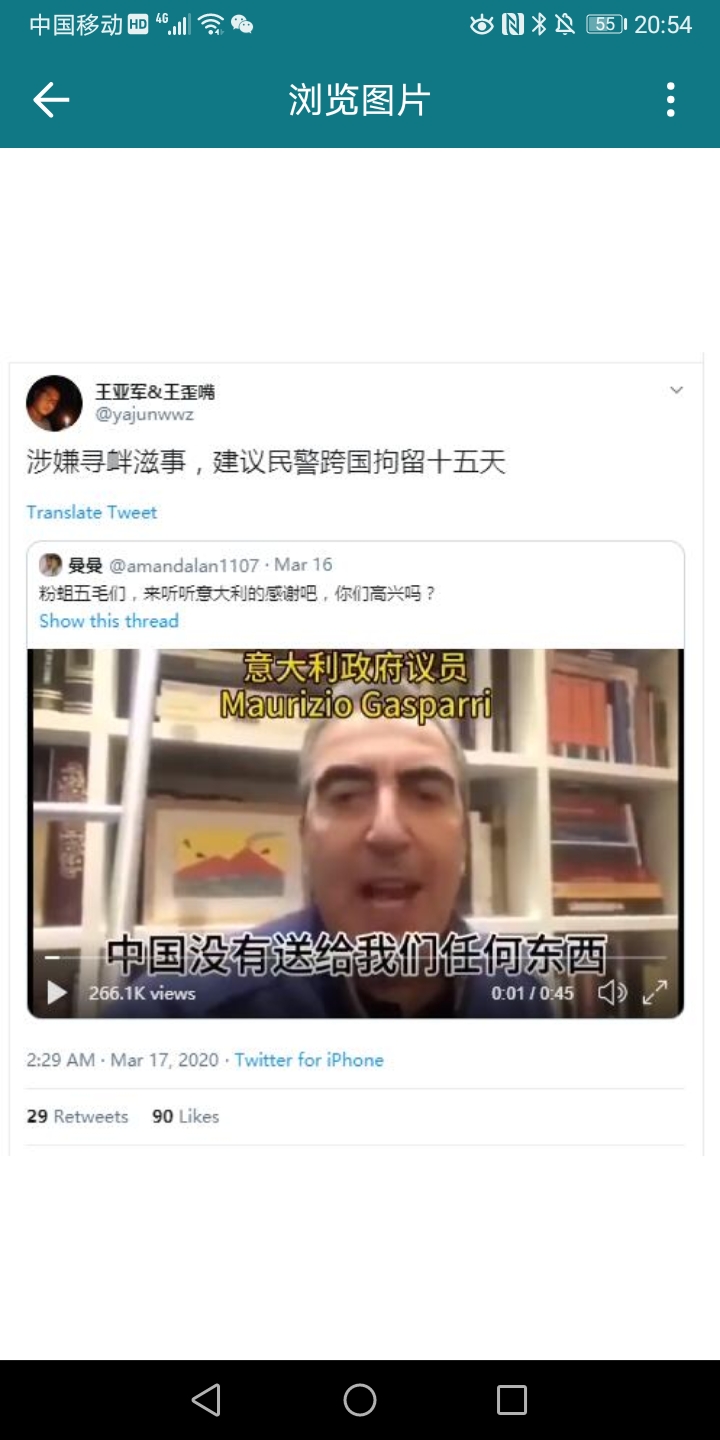 中国移动 HD 4G 55 20:54
浏览图片
王亚军&王歪嘴
@yajunwwz
涉嫌寻衅滋事，建议民警跨国拘留十五天
Translate Tweet
曼曼 @amandalan1107 · Mar 16
粉蛆五毛们，来听听意大利的感谢吧，你们高兴吗？
Show this thread
意大利政府议员
Maurizio Gasparri
中国没有送给我们任何东西
266.1K views 0:01 / 0:45
2:29 AM · Mar 17, 2020 · Twitter for iPhone
29 Retweets 90 Likes